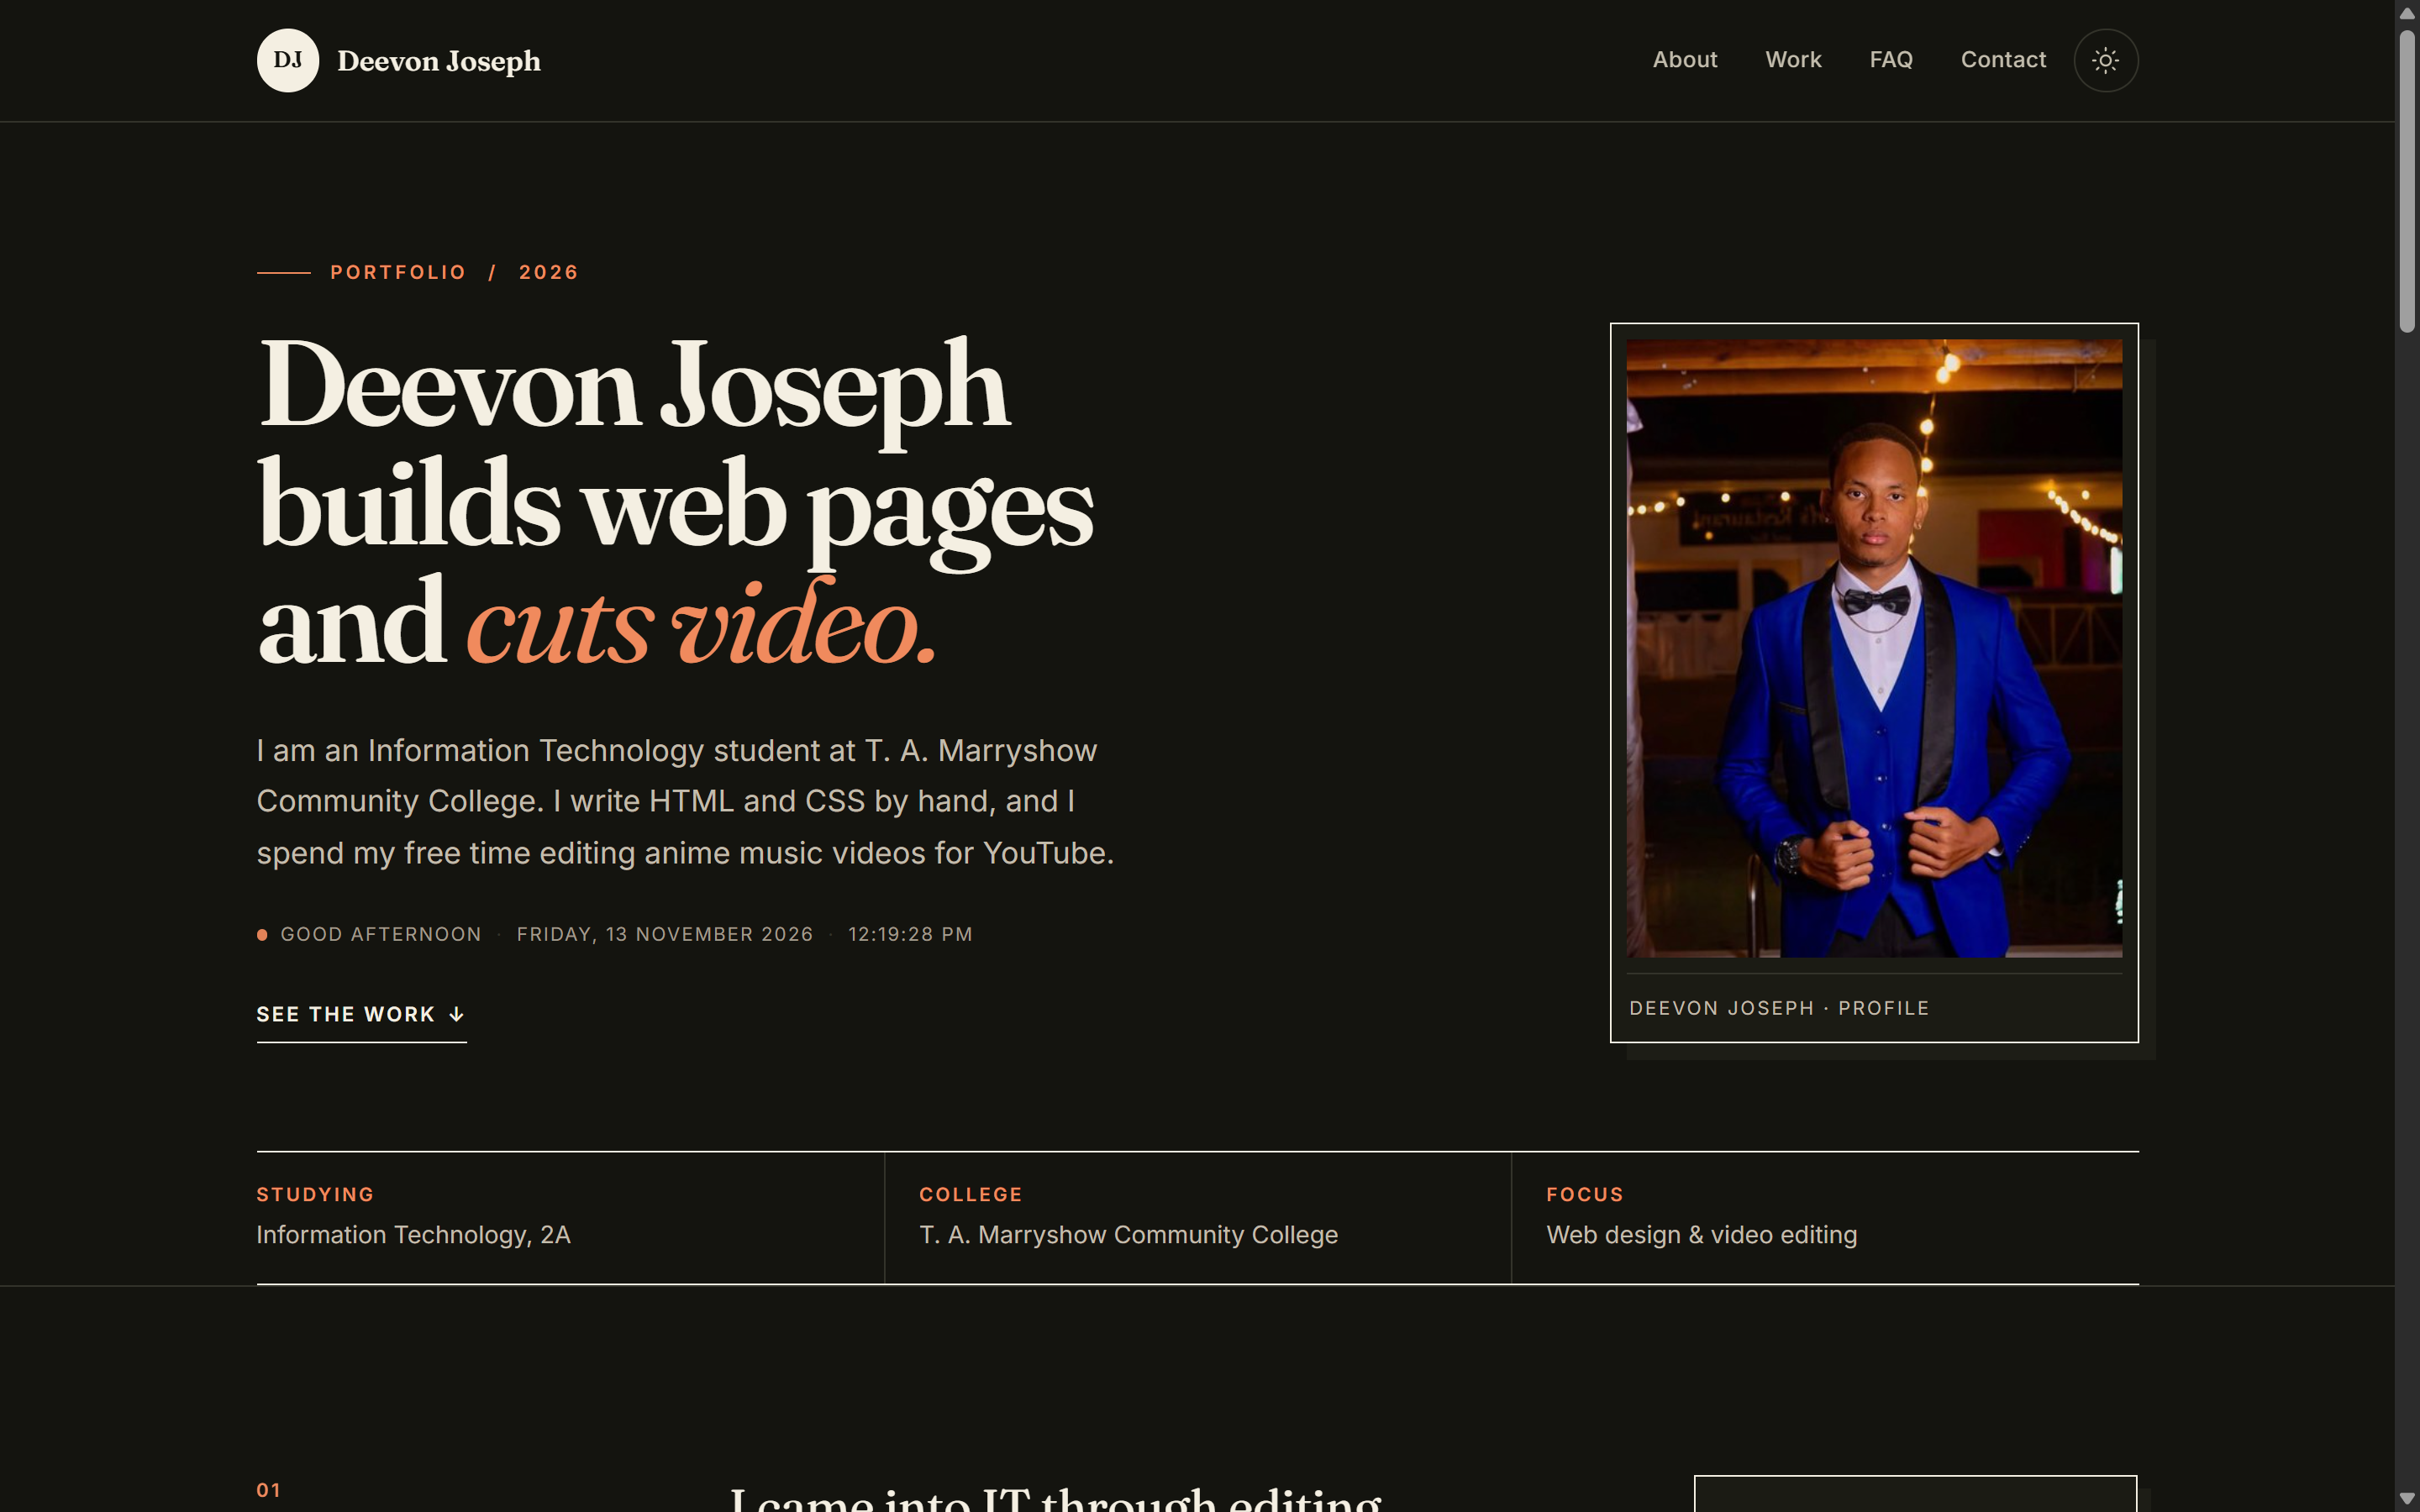 DJ Deevon Joseph
About Work FAQ Contact
PORTFOLIO / 2026
Deevon Joseph
builds web pages
and cuts video.
I am an Information Technology student at T. A. Marryshow
Community College. I write HTML and CSS by hand, and I
spend my free time editing anime music videos for YouTube.
GOOD AFTERNOON · FRIDAY, 13 NOVEMBER 2026 · 12:19:28 PM
SEE THE WORK ↓
DEEVON JOSEPH · PROFILE
STUDYING
Information Technology, 2A
COLLEGE
T. A. Marryshow Community College
FOCUS
Web design & video editing
01
I came into IT through editing